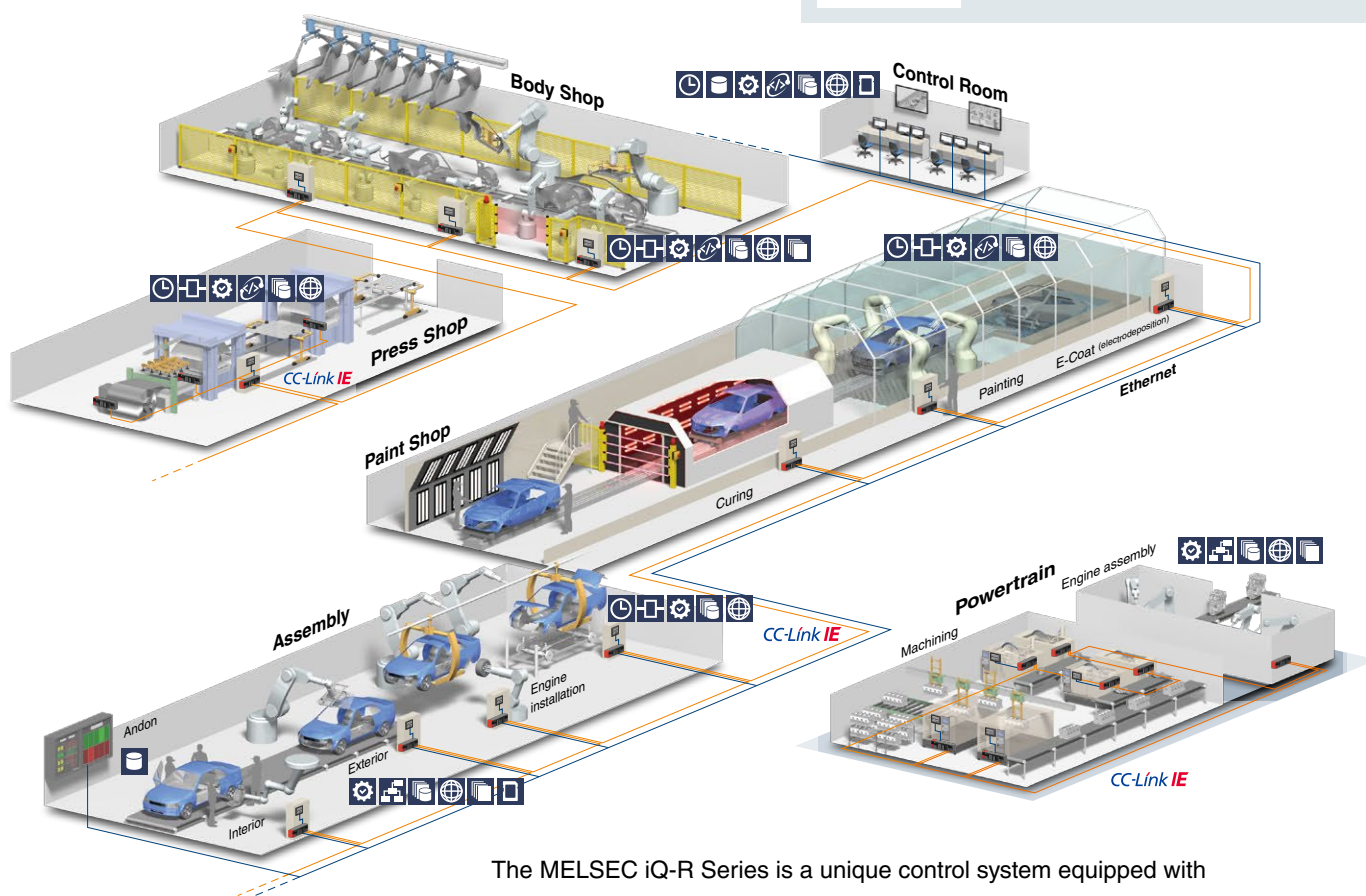 Body Shop
Control Room
Press Shop
CC-Link IE
E-Coat (electrodeposition)
Painting
Ethernet
Paint Shop
Curing
Assembly
CC-Link IE
Engine assembly
Powertrain
Machining
Engine
installation
Andon
Exterior
Interior
CC-Link IE
The MELSEC iQ-R Series is a unique control system equipped with